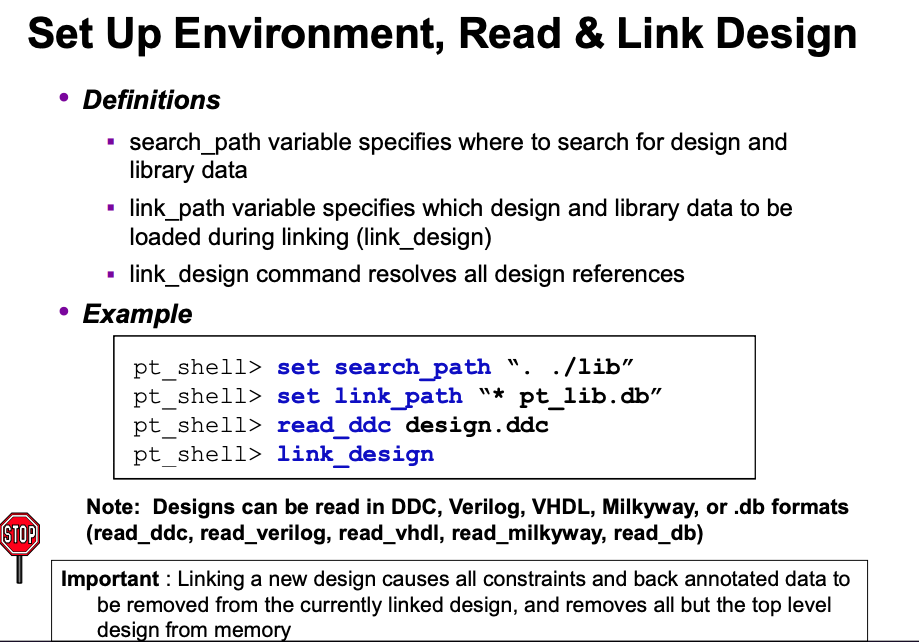 Set Up Environment, Read & Link Design
• Definitions
▪ search_path variable specifies where to search for design and
library data
▪ link_path variable specifies which design and library data to be
loaded during linking (link_design)
▪ link_design command resolves all design references
• Example
pt_shell> set search_path “. ./lib”
pt_shell> set link_path “* pt_lib.db”
pt_shell> read_ddc design.ddc
pt_shell> link_design
Note: Designs can be read in DDC, Verilog, VHDL, Milkyway, or .db formats
(read_ddc, read_verilog, read_vhdl, read_milkyway, read_db)
STOP
Important : Linking a new design causes all constraints and back annotated data to
be removed from the currently linked design, and removes all but the top level
design from memory